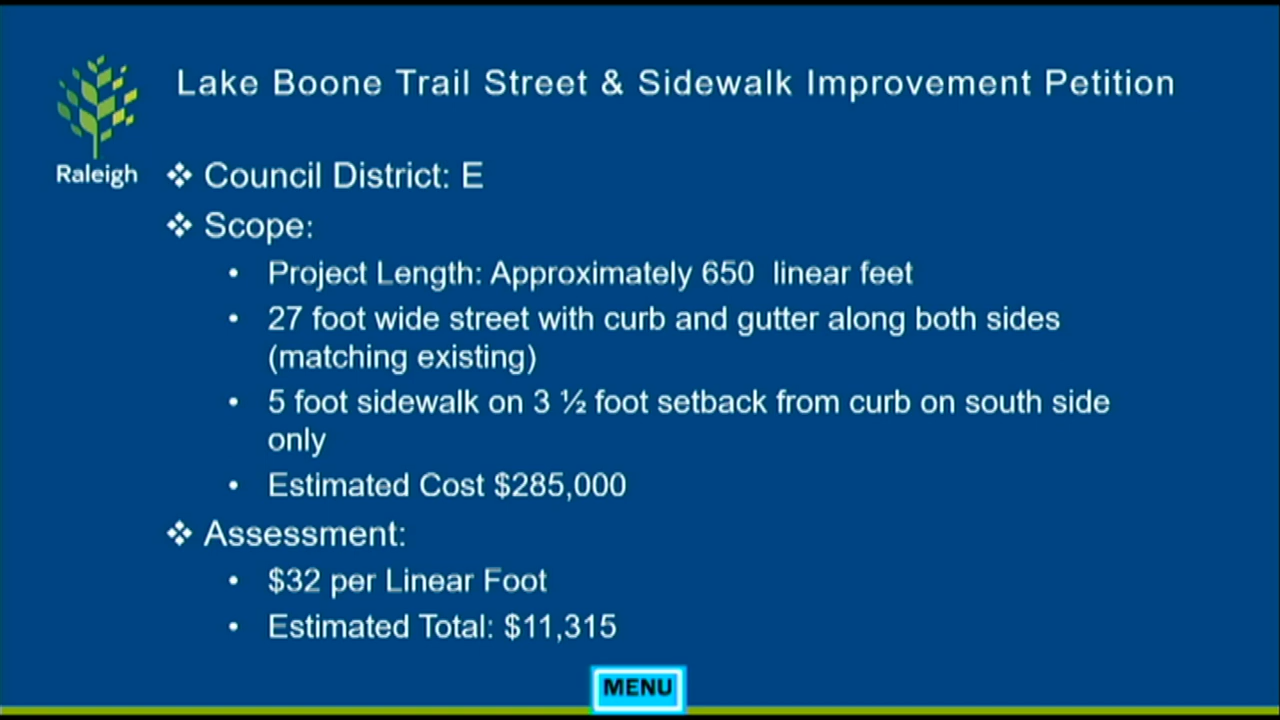 Lake Boone Trail Street & Sidewalk Improvement Petition
Raleigh
❖ Council District: E
❖ Scope:
• Project Length: Approximately 650 linear feet
• 27 foot wide street with curb and gutter along both sides
(matching existing)
• 5 foot sidewalk on 3 ½ foot setback from curb on south side
only
• Estimated Cost $285,000
❖ Assessment:
• $32 per Linear Foot
• Estimated Total: $11,315
MENU